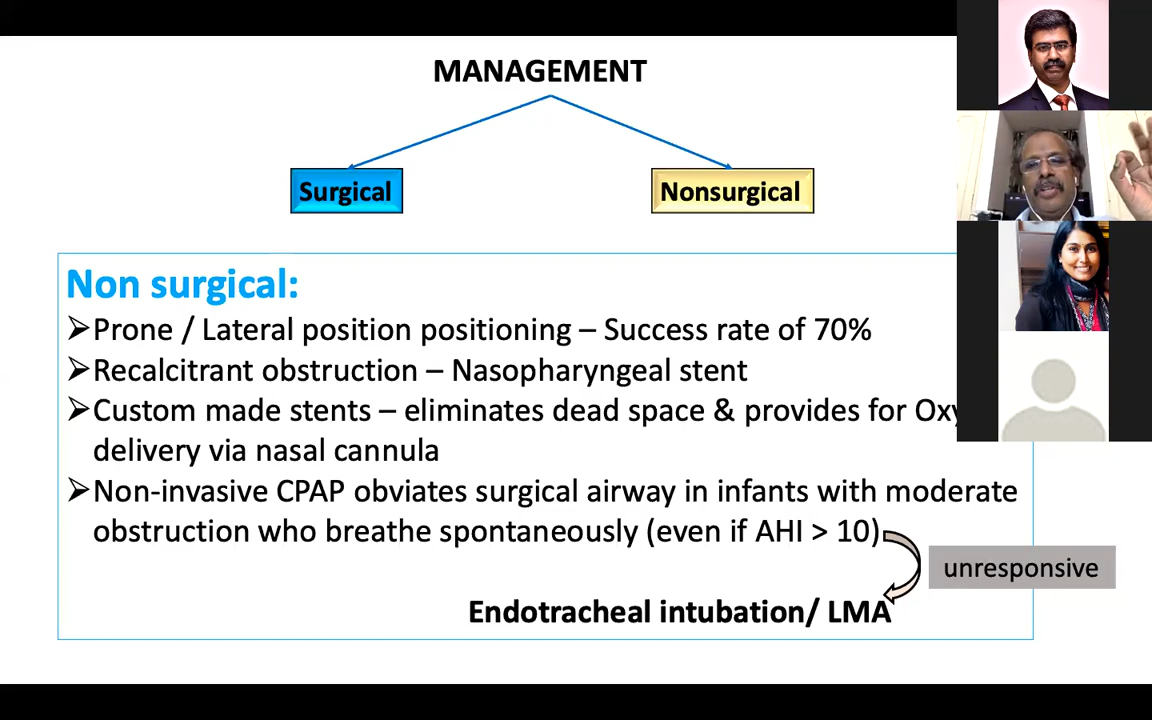 MANAGEMENT
Surgical
Nonsurgical
Non surgical:
➢Prone / Lateral position positioning – Success rate of 70%
➢Recalcitrant obstruction – Nasopharyngeal stent
➢Custom made stents – eliminates dead space & provides for Oxy
delivery via nasal cannula
➢Non-invasive CPAP obviates surgical airway in infants with moderate
obstruction who breathe spontaneously (even if AHI > 10)
unresponsive
Endotracheal intubation/ LMA